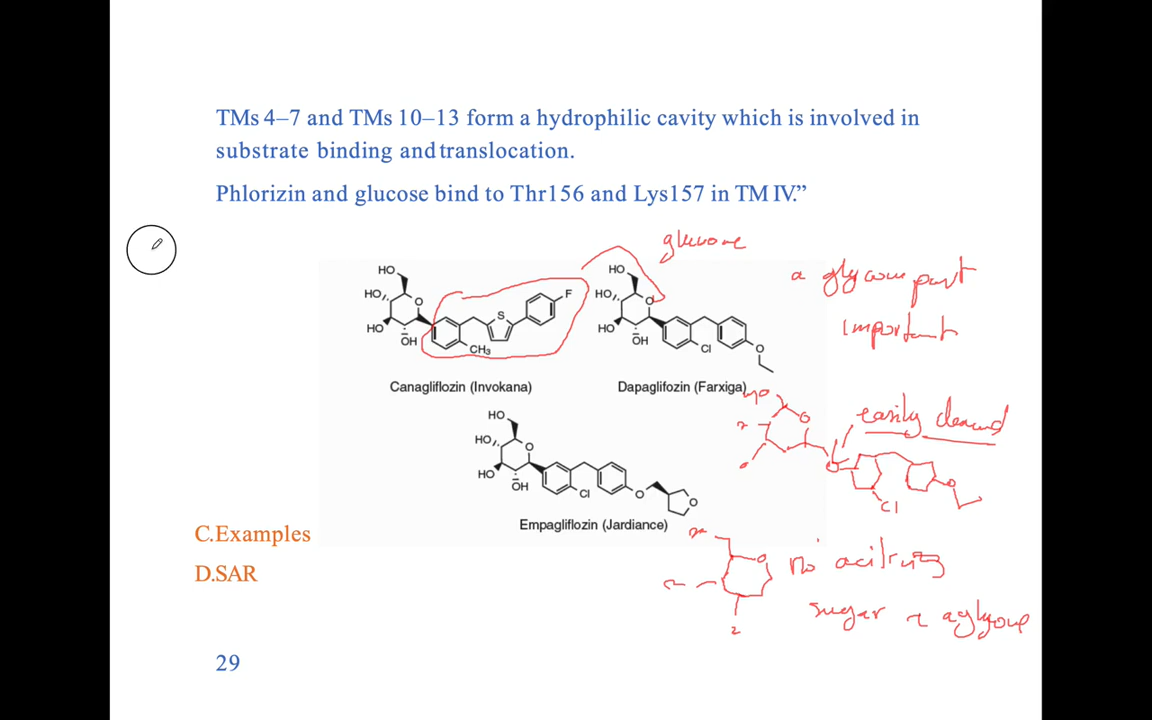 TMs 4–7 and TMs 10–13 form a hydrophilic cavity which is involved in
substrate binding and translocation.
Phlorizin and glucose bind to Thr156 and Lys157 in TM IV.”
glucose
a glycone part
important
HO
HO
HO
OH
O
CH₃
S
F
Canagliflozin (Invokana)
HO
HO
HO
OH
O
Cl
O
Dapaglifozin (Farxiga)
HO
O
easily cleaved
O
Cl
HO
HO
HO
OH
O
Cl
O
O
Empagliflozin (Jardiance)
C.Examples
D.SAR
O
no
sugar
aglycone
29